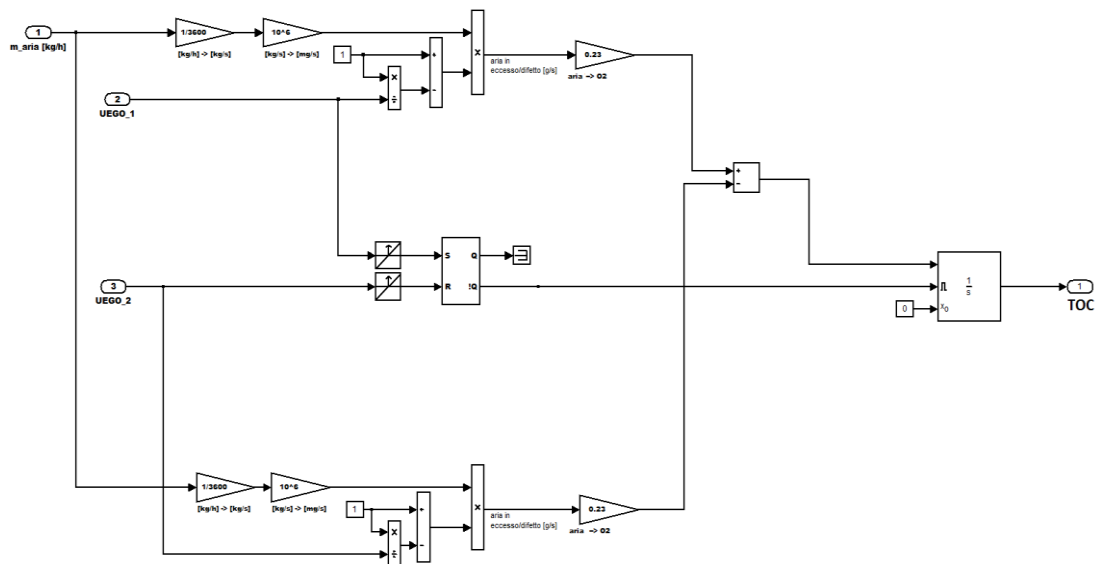 1
m_aria [kg/h]
1/3600
[kg/h] -> [kg/s]
10^6
[kg/s] -> [mg/s]
1
×
÷
+
-
×
aria in
eccesso/difetto [g/s]
0.23
aria -> O2
2
UEGO_1
+
-
S
R
Q
!Q
3
UEGO_2
0
1
s
x0
1
TOC
1/3600
[kg/h] -> [kg/s]
10^6
[kg/s] -> [mg/s]
1
×
÷
+
-
×
aria in
eccesso/difetto [g/s]
0.23
aria -> O2